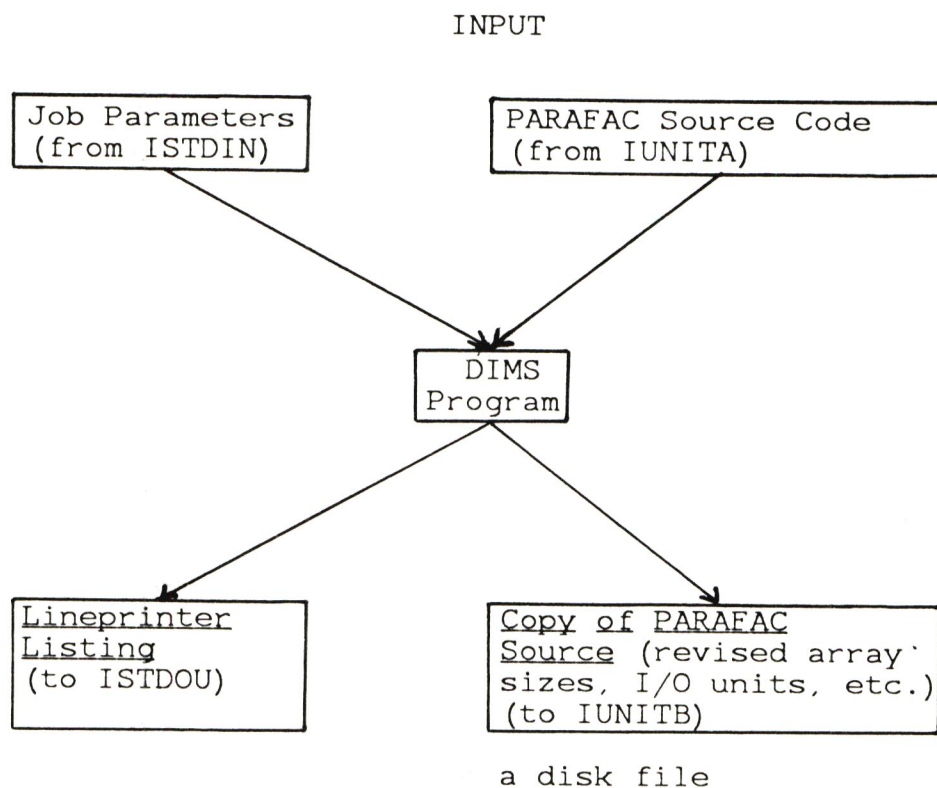 INPUT
Job Parameters
(from ISTDIN)
PARAFAC Source Code
(from IUNITA)
DIMS
Program
Lineprinter
Listing
(to ISTDOU)
Copy of PARAFAC
Source (revised array
sizes, I/O units, etc.)
(to IUNITB)
a disk file